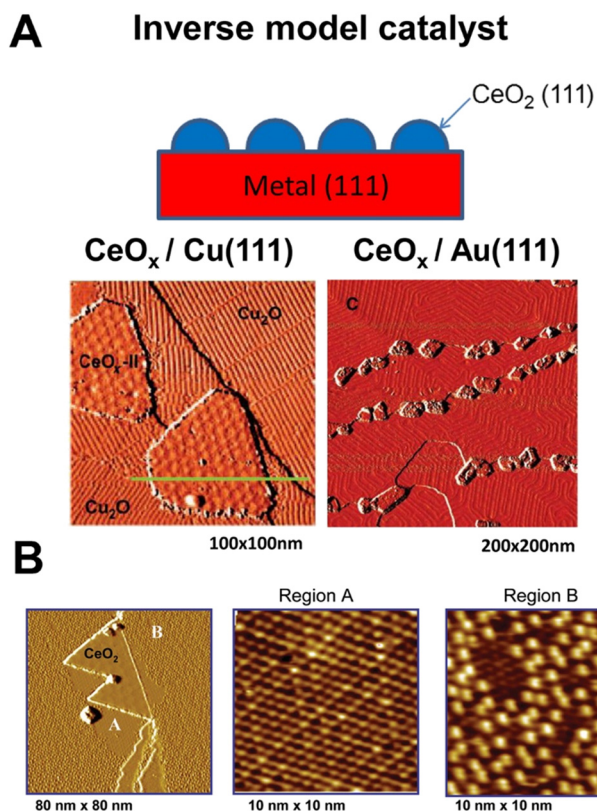 A
Inverse model catalyst
CeO₂ (111)
Metal (111)
CeOₓ / Cu(111)
CeOₓ / Au(111)
Cu₂O
C
CeOₓ-II
Cu₂O
100x100nm
200x200nm
B
Region A
Region B
B
CeO₂
A
80 nm x 80 nm
10 nm x 10 nm
10 nm x 10 nm